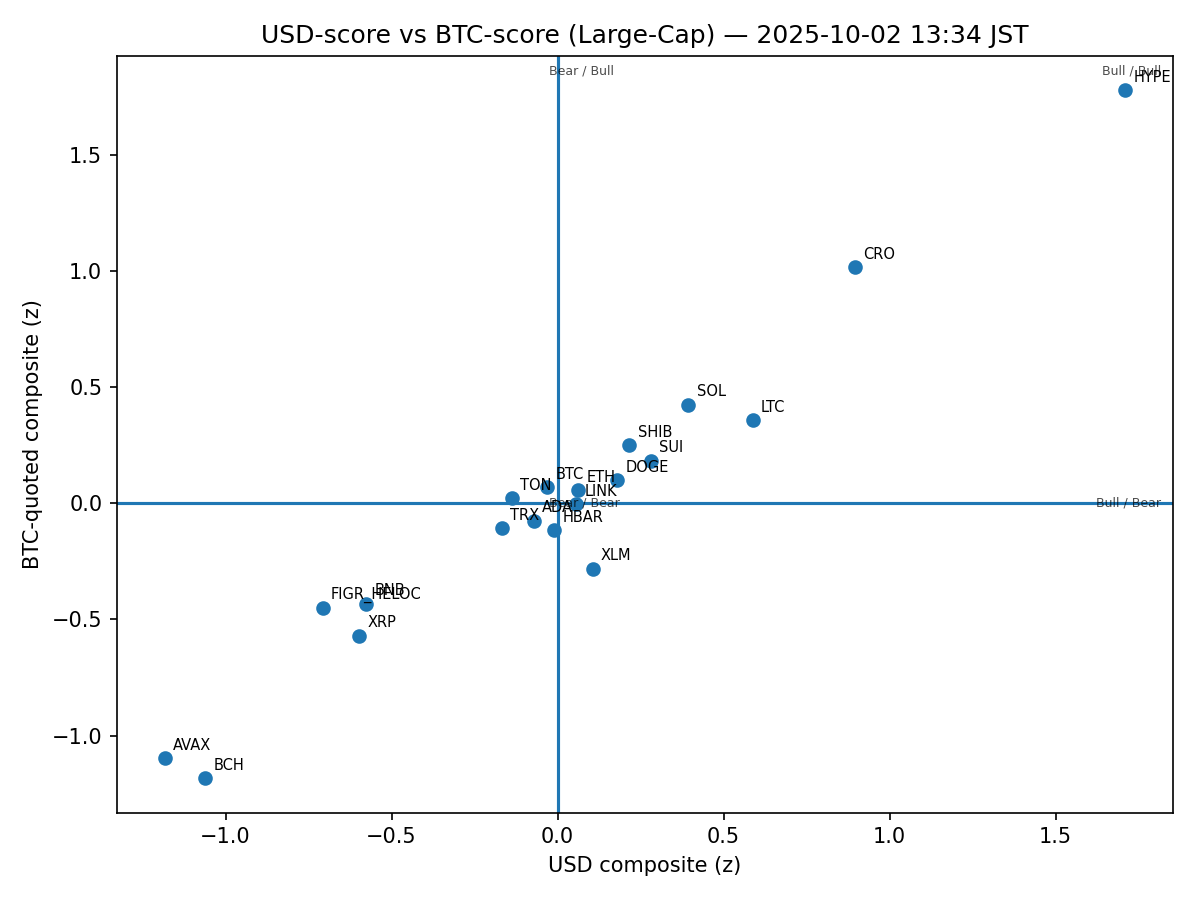 USD-score vs BTC-score (Large-Cap) — 2025-10-02 13:34 JST
Bear / Bull
Bull / Bull
HYPE
1.5
CRO
1.0
SOL
0.5
LTC
SHIB
SUI
DOGE
BTC
ETH
TON
LINK
0.0
Bear / Bear
Bull / Bear
ADA
TRX
HBAR
XLM
BNB
FIGR_HELOC
−0.5
XRP
−1.0
AVAX
BCH
−1.0
−0.5
0.0
0.5
1.0
1.5
USD composite (z)
BTC-quoted composite (z)